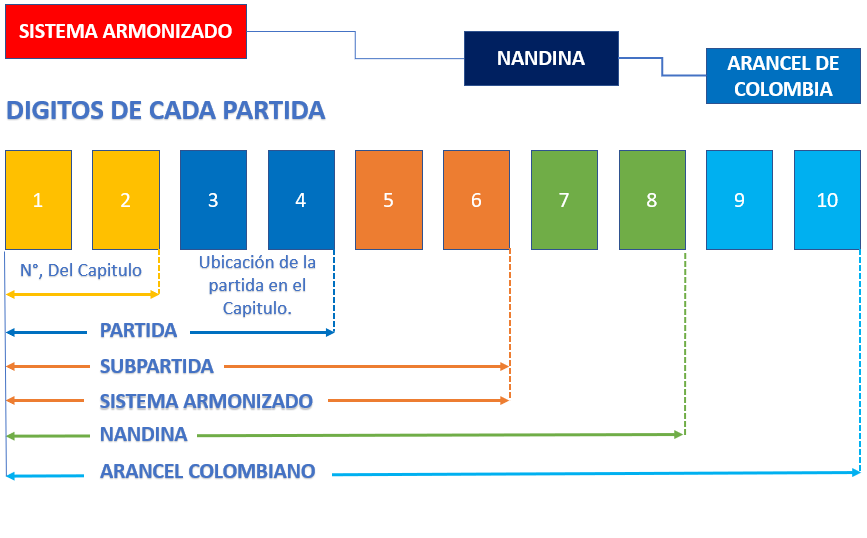 SISTEMA ARMONIZADO
NANDINA
ARANCEL DE
COLOMBIA
DIGITOS DE CADA PARTIDA
1 2 3 4 5 6 7 8 9 10
N°, Del Capitulo
Ubicación de la
partida en el
Capitulo.
PARTIDA
SUBPARTIDA
SISTEMA ARMONIZADO
NANDINA
ARANCEL COLOMBIANO